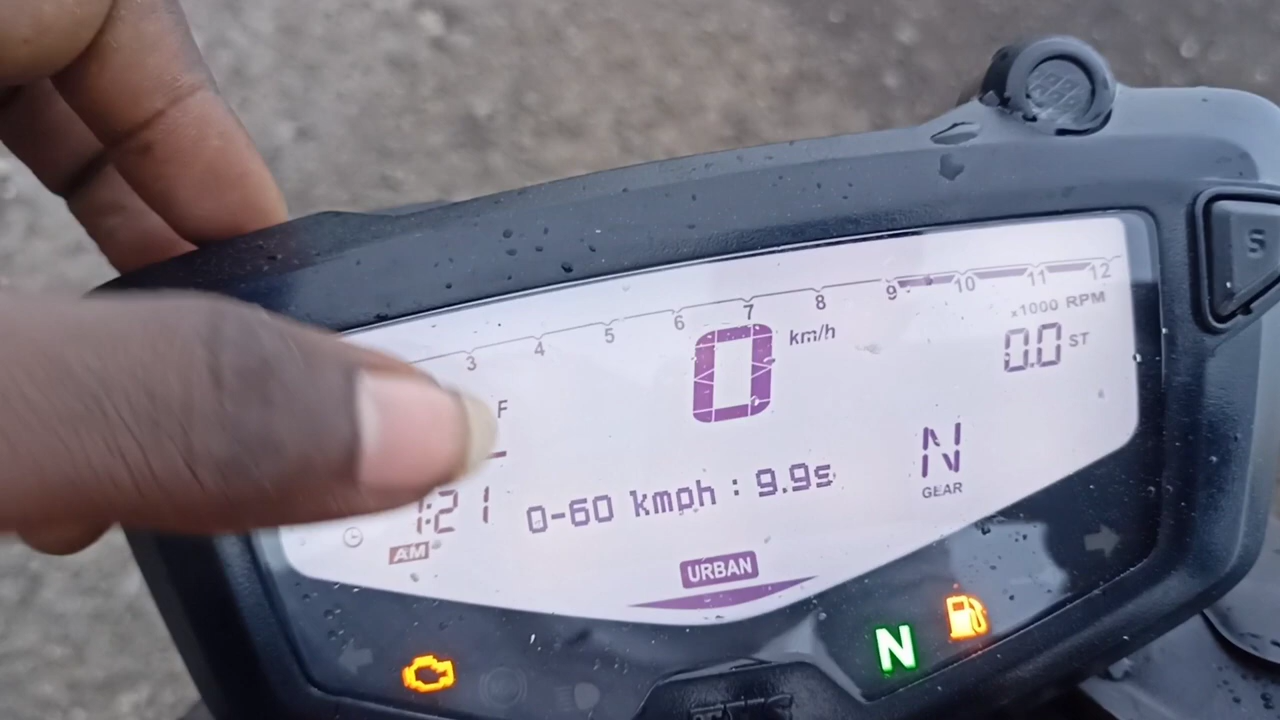 3 4 5 6 7 8 9 10 11 12
x1000 RPM
0 km/h
0.0 ST
F
N
GEAR
1:21
AM
0-60 kmph : 9.9s
URBAN
N
S